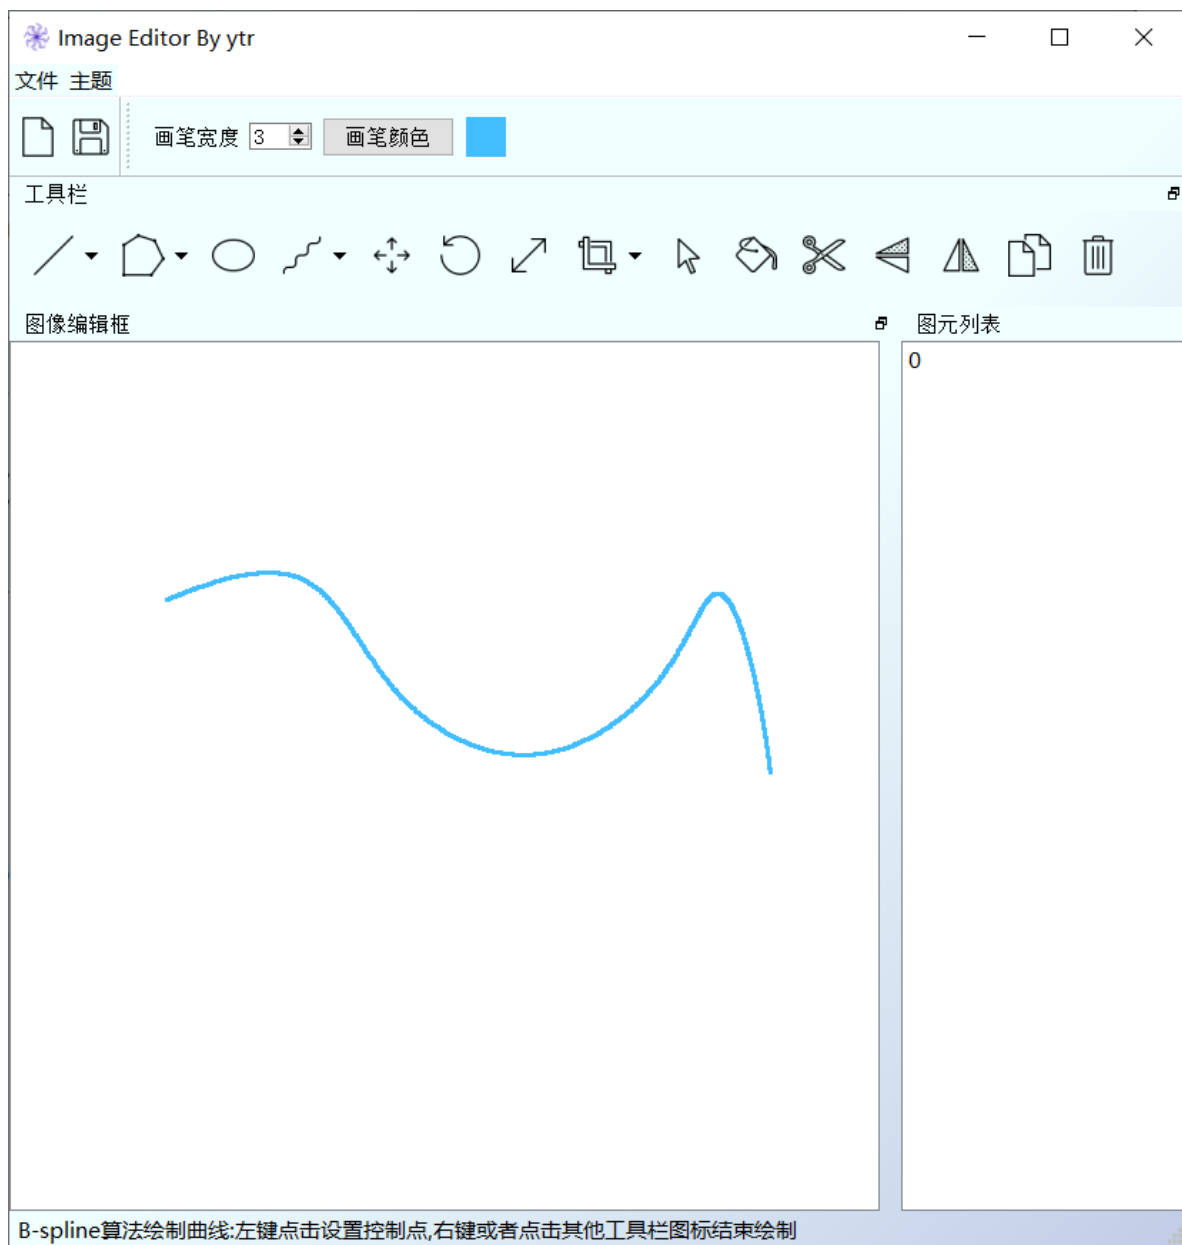 Image Editor By ytr
文件 主题
画笔宽度 3 画笔颜色
工具栏
图像编辑框 图元列表
0
B-spline算法绘制曲线:左键点击设置控制点,右键或者点击其他工具栏图标结束绘制